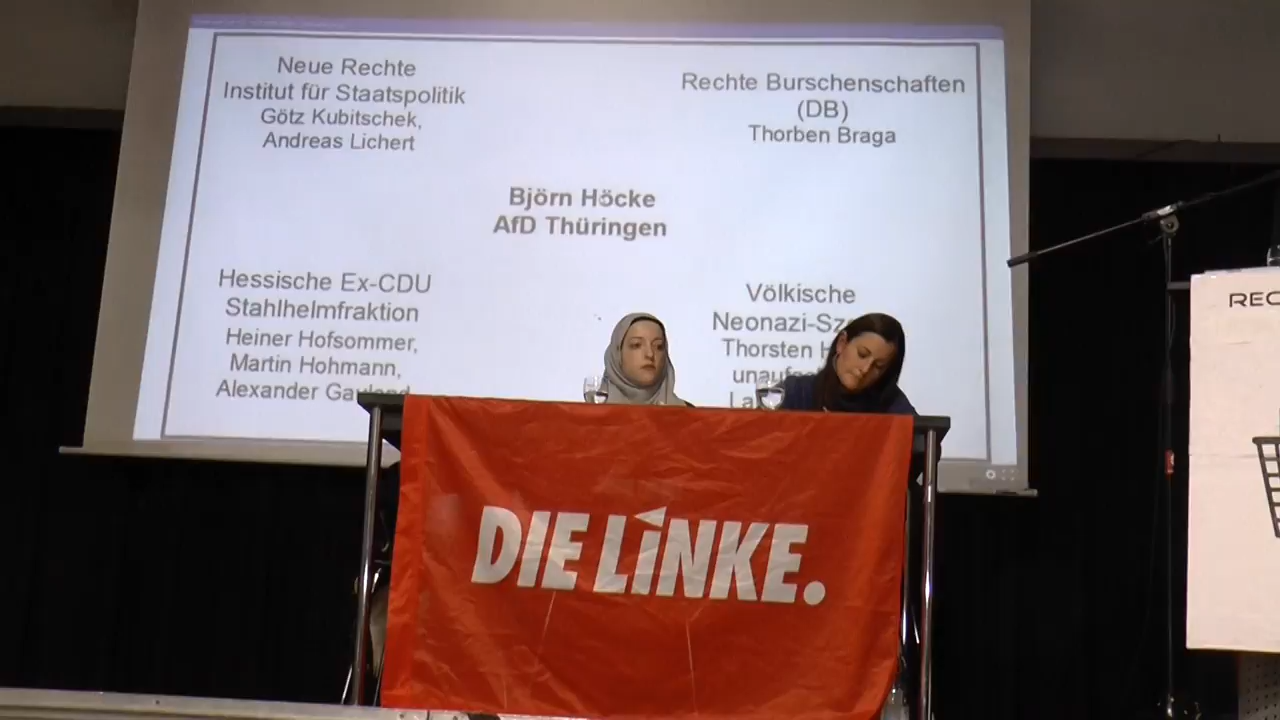 Neue Rechte
Institut für Staatspolitik
Götz Kubitschek,
Andreas Lichert
Rechte Burschenschaften
(DB)
Thorben Braga
Björn Höcke
AfD Thüringen
Hessische Ex-CDU
Stahlhelmfraktion
Heiner Hofsommer,
Martin Hohmann,
Alexander
Völkische
Thorsten
DIE LINKE.